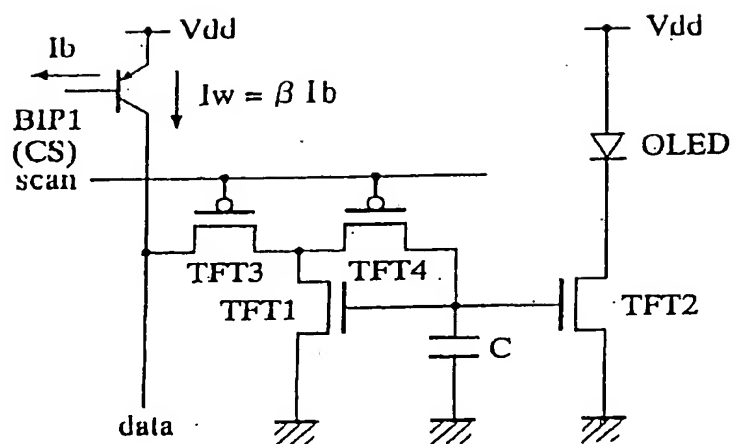 Vdd
Vdd
Ib
Iw = β Ib
BIP1
(CS)
OLED
scan
TFT3
TFT4
TFT1
TFT2
C
data